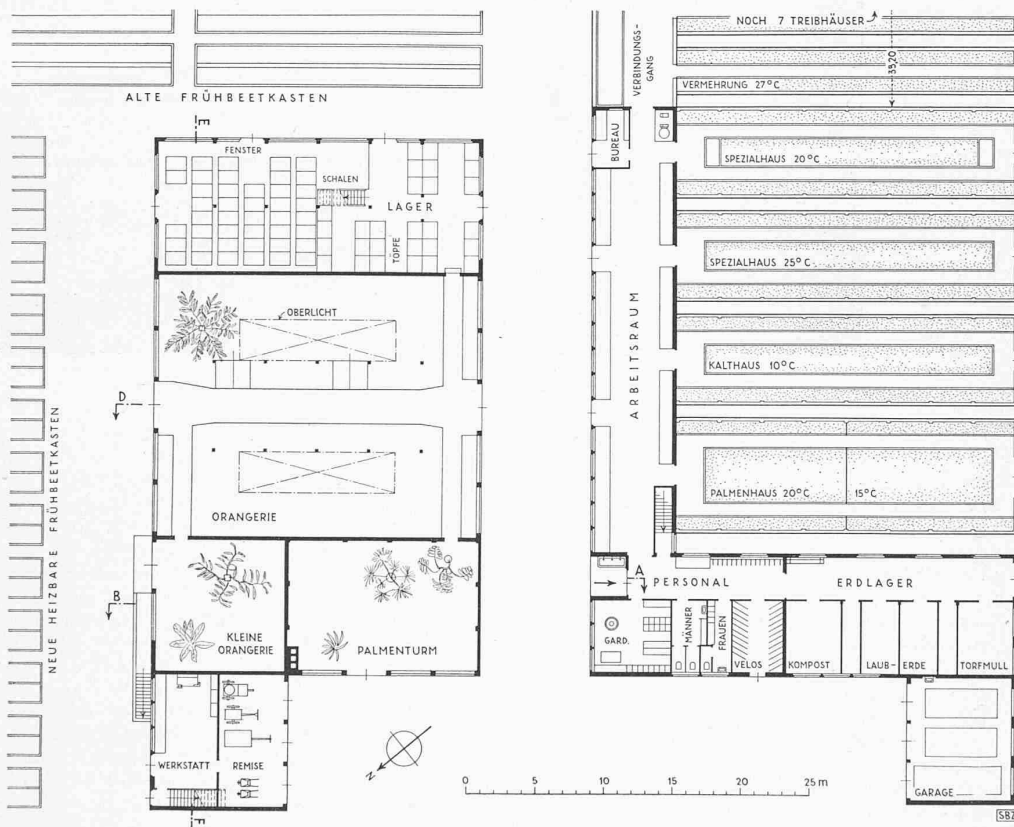 NOCH 7 TREIBHÄUSER
VERBINDUNGS-
GANG
35,20
VERMEHRUNG 27°C
ALTE FRÜHBEETKASTEN
E
FENSTER
SCHALEN
LAGER
TÖPFE
BUREAU
SPEZIALHAUS 20°C
SPEZIALHAUS 25°C
OBERLICHT
ARBEITSRAUM
KALTHAUS 10°C
D
NEUE HEIZBARE FRÜHBEETKASTEN
ORANGERIE
PALMENHAUS 20°C
15°C
B
KLEINE
ORANGERIE
PALMENTURM
A
PERSONAL
ERDLAGER
GARD.
MÄNNER
FRAUEN
VELOS
KOMPOST
LAUB-
ERDE
TORFMULL
WERKSTATT
REMISE
N
0 5 10 15 20 25 m
GARAGE
SBZ